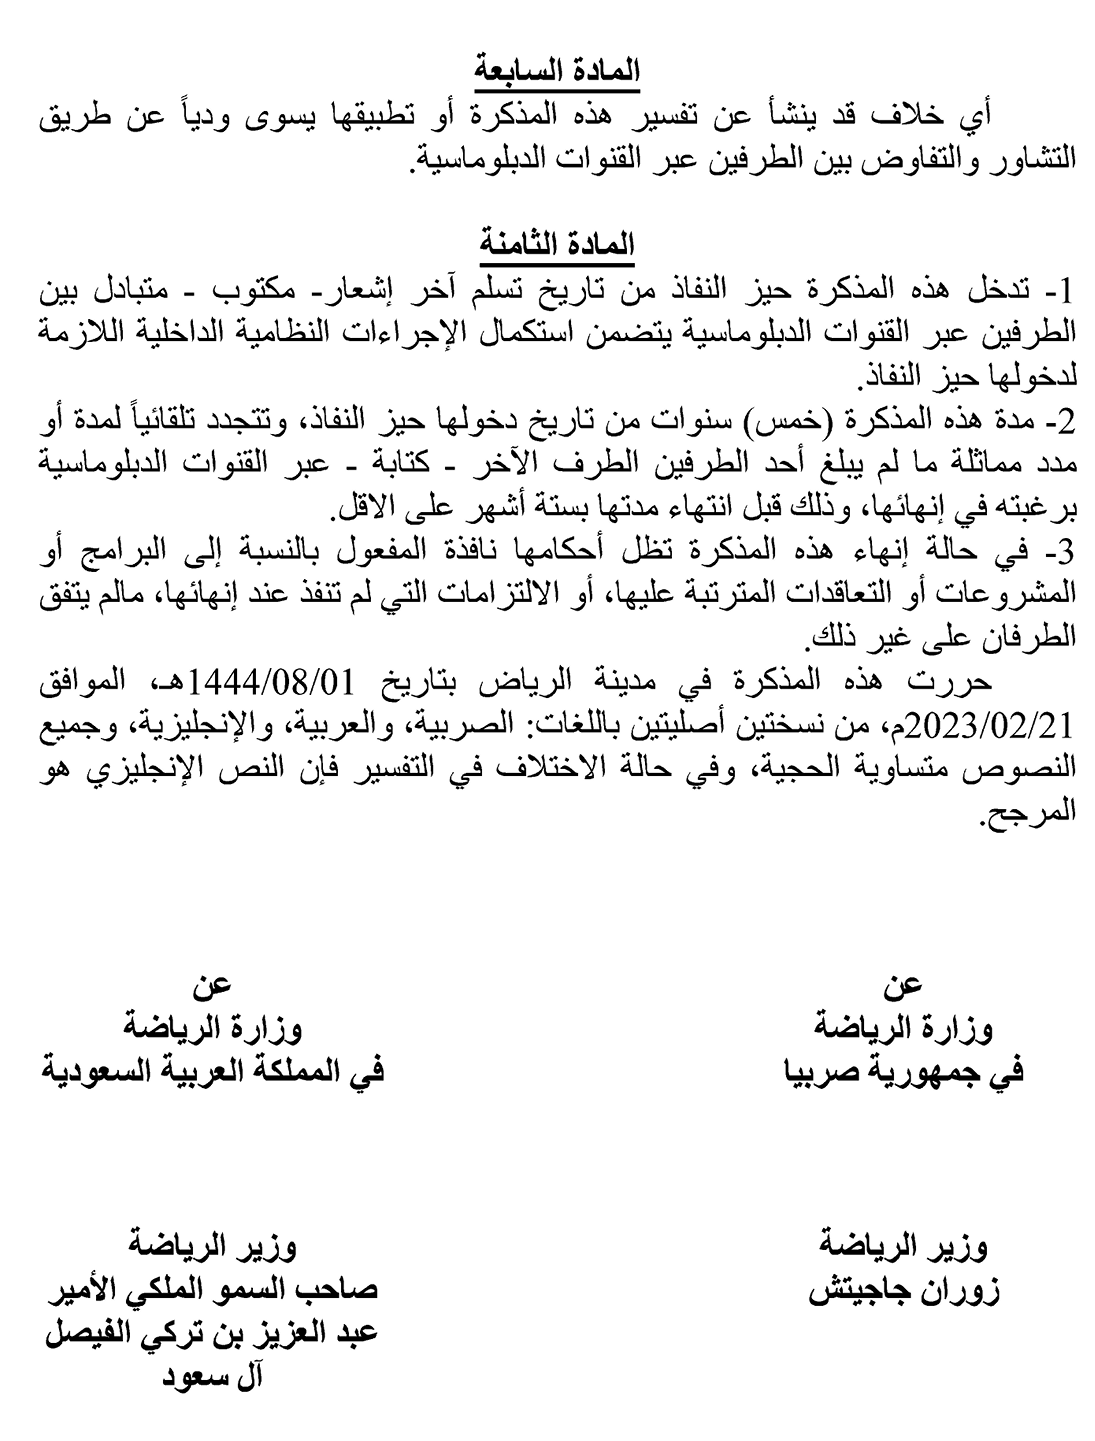 المادة السابعة
أي خلاف قد ينشأ عن تفسير هذه المذكرة أو تطبيقها يسوى ودياً عن طريق
التشاور والتفاوض بين الطرفين عبر القنوات الدبلوماسية.
المادة الثامنة
1- تدخل هذه المذكرة حيز النفاذ من تاريخ تسلم آخر إشعار- مكتوب - متبادل بين
الطرفين عبر القنوات الدبلوماسية يتضمن استكمال الإجراءات النظامية الداخلية اللازمة
لدخولها حيز النفاذ.
2- مدة هذه المذكرة (خمس) سنوات من تاريخ دخولها حيز النفاذ، وتتجدد تلقائياً لمدة أو
مدد مماثلة ما لم يبلغ أحد الطرفين الطرف الآخر - كتابة - عبر القنوات الدبلوماسية
برغبته في إنهائها، وذلك قبل انتهاء مدتها بستة أشهر على الاقل.
3- في حالة إنهاء هذه المذكرة تظل أحكامها نافذة المفعول بالنسبة إلى البرامج أو
المشروعات أو التعاقدات المترتبة عليها، أو الالتزامات التي لم تنفذ عند إنهائها، مالم يتفق
الطرفان على غير ذلك.
حررت هذه المذكرة في مدينة الرياض بتاريخ 1444/08/01هـ، الموافق
2023/02/21م، من نسختين أصليتين باللغات: الصربية، والعربية، والإنجليزية، وجميع
النصوص متساوية الحجية، وفي حالة الاختلاف في التفسير فإن النص الإنجليزي هو
المرجح.
عن
وزارة الرياضة
في جمهورية صربيا
وزير الرياضة
زوران جاجيتش
عن
وزارة الرياضة
في المملكة العربية السعودية
وزير الرياضة
صاحب السمو الملكي الأمير
عبد العزيز بن تركي الفيصل
آل سعود